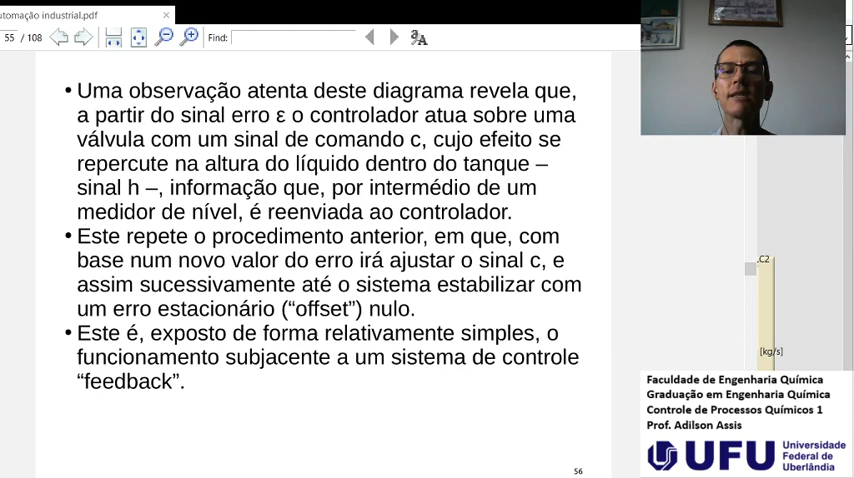 utomação industrial.pdf
55 / 108
Find:
• Uma observação atenta deste diagrama revela que,
a partir do sinal erro ε o controlador atua sobre uma
válvula com um sinal de comando c, cujo efeito se
repercute na altura do líquido dentro do tanque –
sinal h –, informação que, por intermédio de um
medidor de nível, é reenviada ao controlador.
• Este repete o procedimento anterior, em que, com
base num novo valor do erro irá ajustar o sinal c, e
assim sucessivamente até o sistema estabilizar com
um erro estacionário (“offset”) nulo.
• Este é, exposto de forma relativamente simples, o
funcionamento subjacente a um sistema de controle
“feedback”.
56
.C2
[kg/s]
Faculdade de Engenharia Química
Graduação em Engenharia Química
Controle de Processos Químicos 1
Prof. Adilson Assis
UFU
Universidade
Federal de
Uberlândia